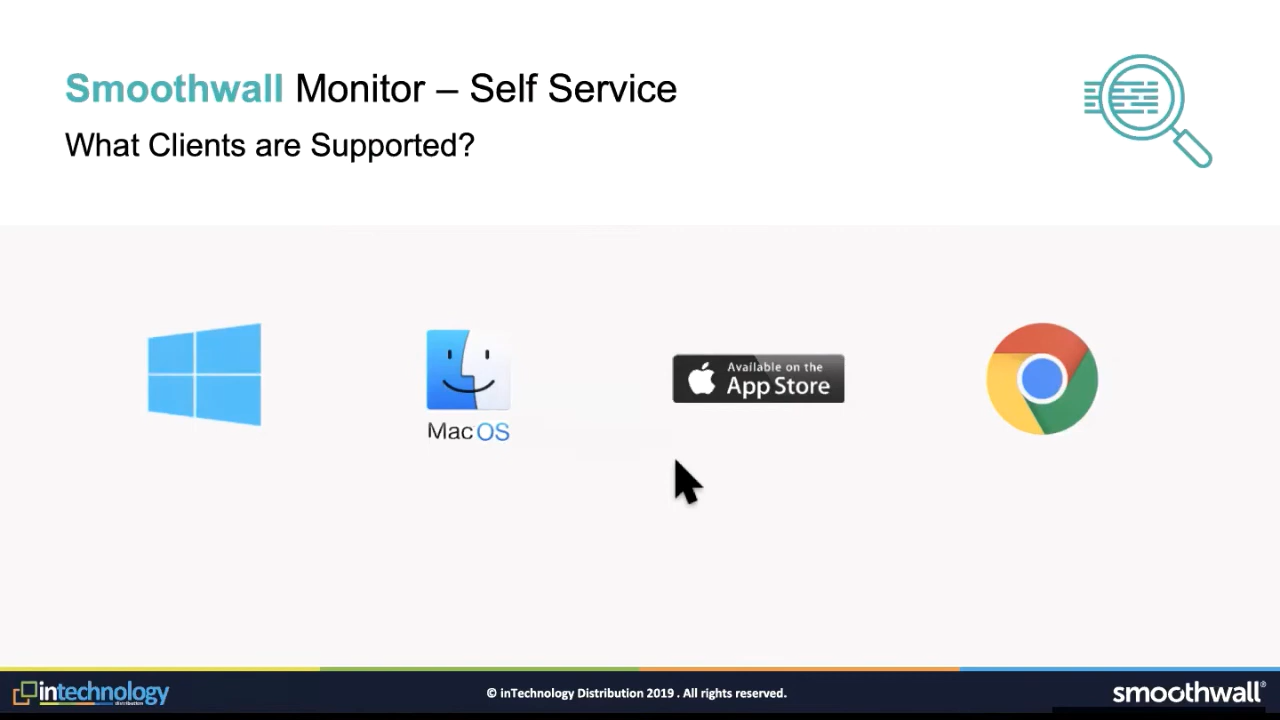 Smoothwall Monitor – Self Service
What Clients are Supported?
Mac OS
Available on the
App Store
intechnology
distribution
© inTechnology Distribution 2019 . All rights reserved.
smoothwall®